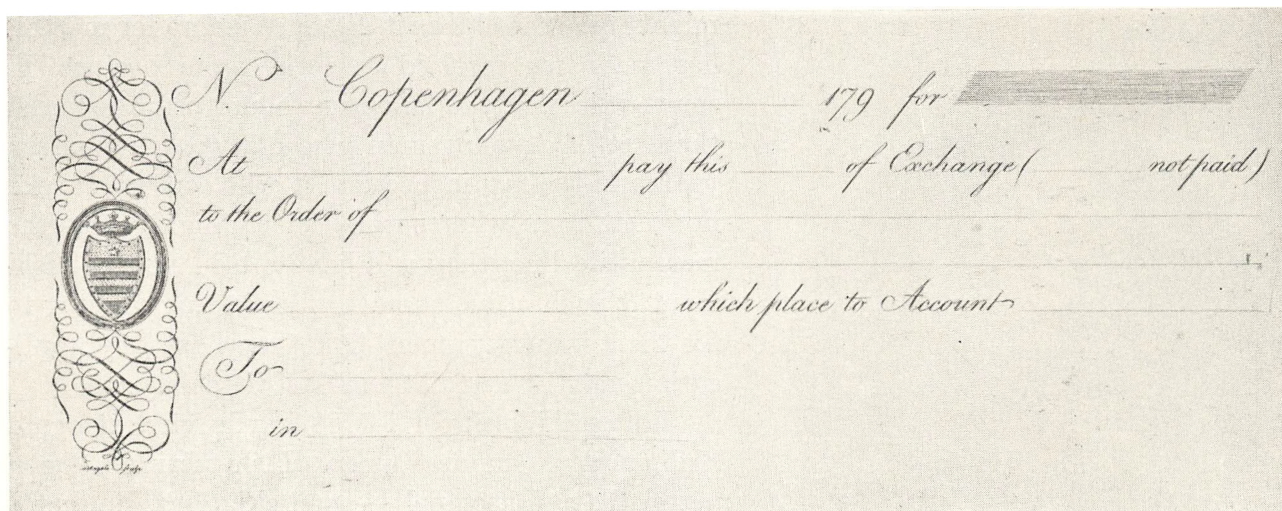 N. Copenhagen 179 for
At pay this of Exchange ( not paid )
to the Order of
Value which place to Account
To
in